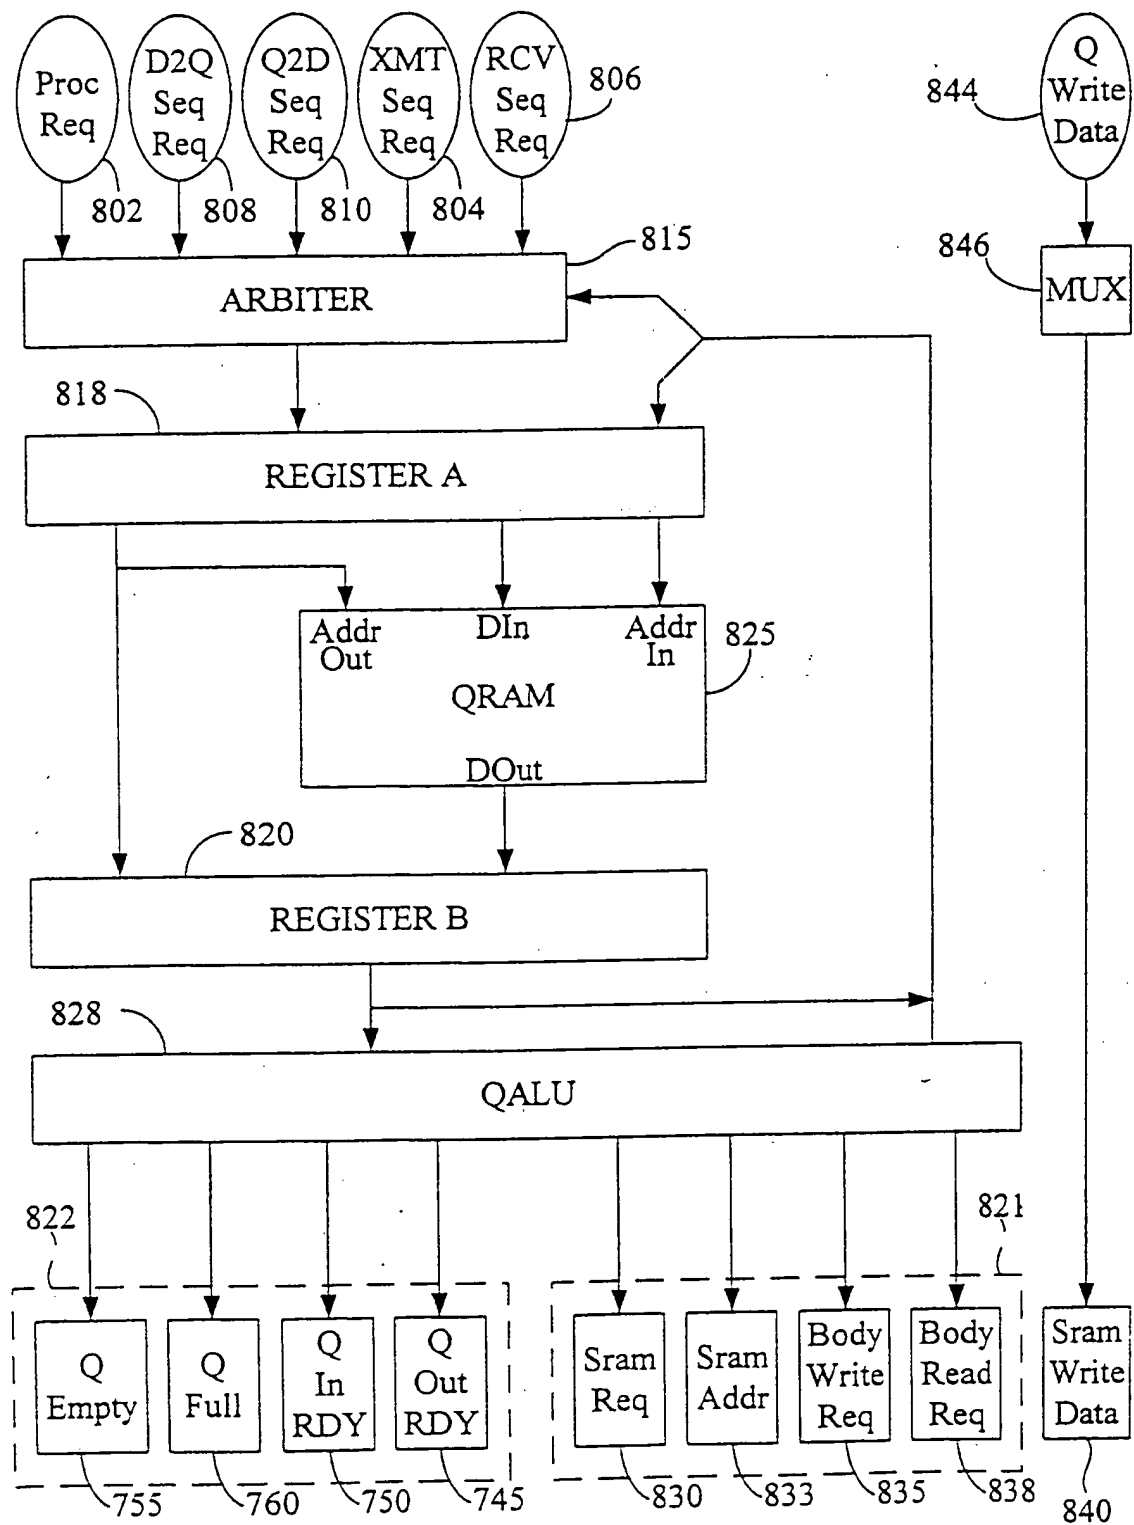 Proc
Req
D2Q
Seq
Req
Q2D
Seq
Req
XMT
Seq
Req
RCV
Seq
Req
806
844
Q
Write
Data
802
808
810
804
815
846
MUX
ARBITER
818
REGISTER A
Addr
Out
DIn
Addr
In
825
QRAM
DOut
820
REGISTER B
828
QALU
822
821
Q
Empty
Q
Full
Q
In
RDY
Q
Out
RDY
Sram
Req
Sram
Addr
Body
Write
Req
Body
Read
Req
Sram
Write
Data
755
760
750
745
830
833
835
838
840